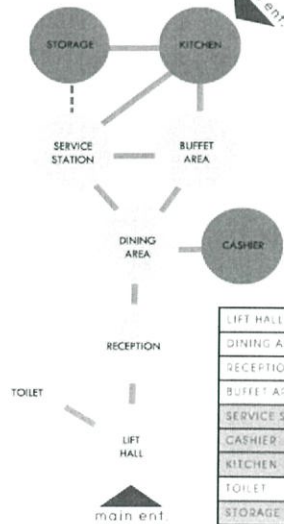 ent.
STORAGE
KITCHEN
SERVICE
STATION
BUFFET
AREA
DINING
AREA
CASHIER
RECEPTION
TOILET
LIFT
HALL
main ent.
LIFT HALL
DINING A
RECEPTIO
BUFFET AR
SERVICE S
CASHIER
KITCHEN
TOILET
STORAGE